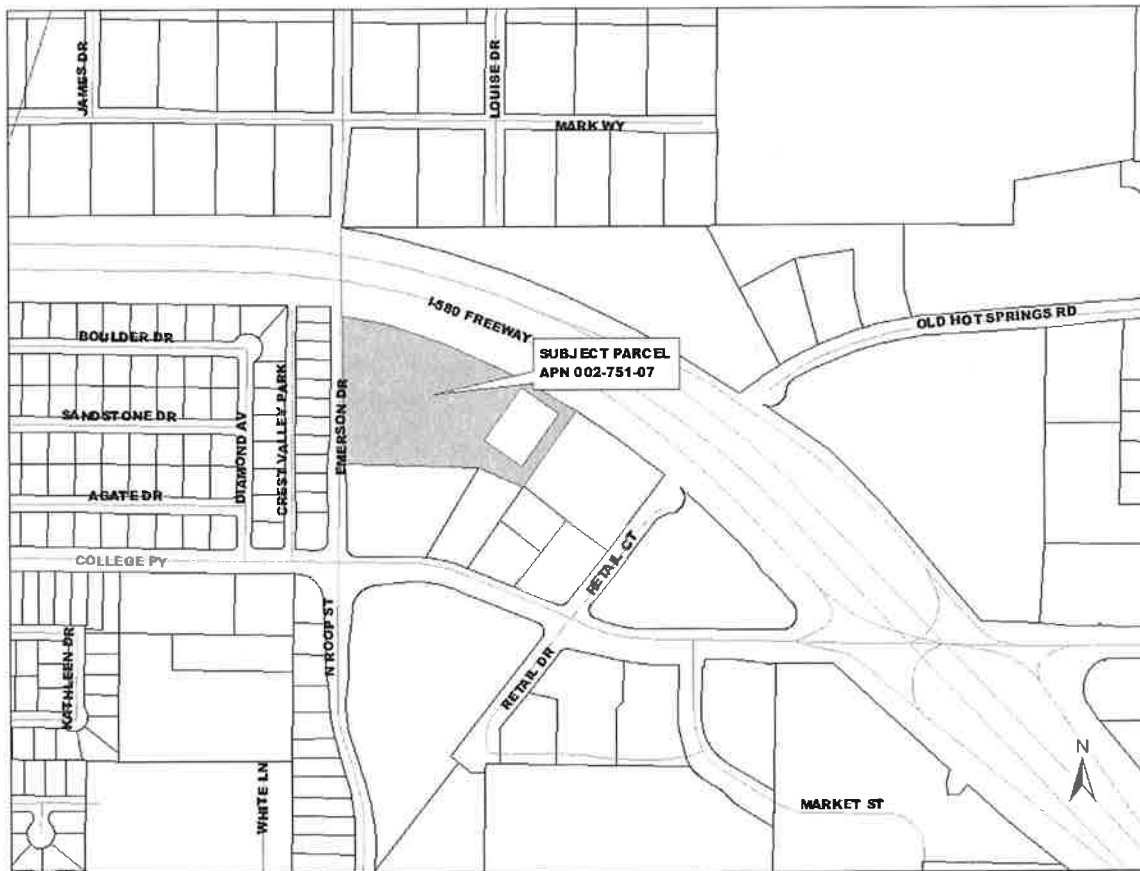 JAMES DR
LOUISE DR
MARK WY
I-580 FREEWAY
OLD HOT SPRINGS RD
BOULDER DR
SUBJECT PARCEL
APN 002-751-07
SANDSTONE DR
DIAMOND AV
CREST VALLEY PARK
EMERSON DR
AGATE DR
COLLEGE PY
RETAIL CT
KATHLEEN DR
N ROOP ST
RETAIL DR
WHITE LN
MARKET ST
N